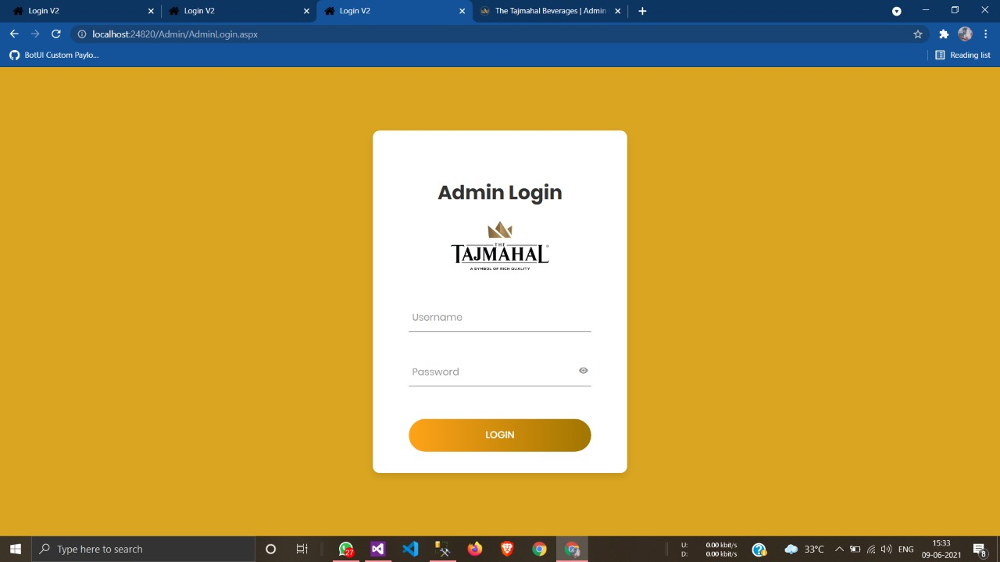 Login V2
Login V2
Login V2
The Tajmahal Beverages | Admin
localhost:24820/Admin/AdminLogin.aspx
BotUI Custom Paylo...
Reading list
Admin Login
THE
TAJMAHAL
A SYMBOL OF RICH QUALITY
Username
Password
LOGIN
Type here to search
27
U: 0.00 kbit/s
D: 0.00 kbit/s
33°C
ENG
15:33
09-06-2021